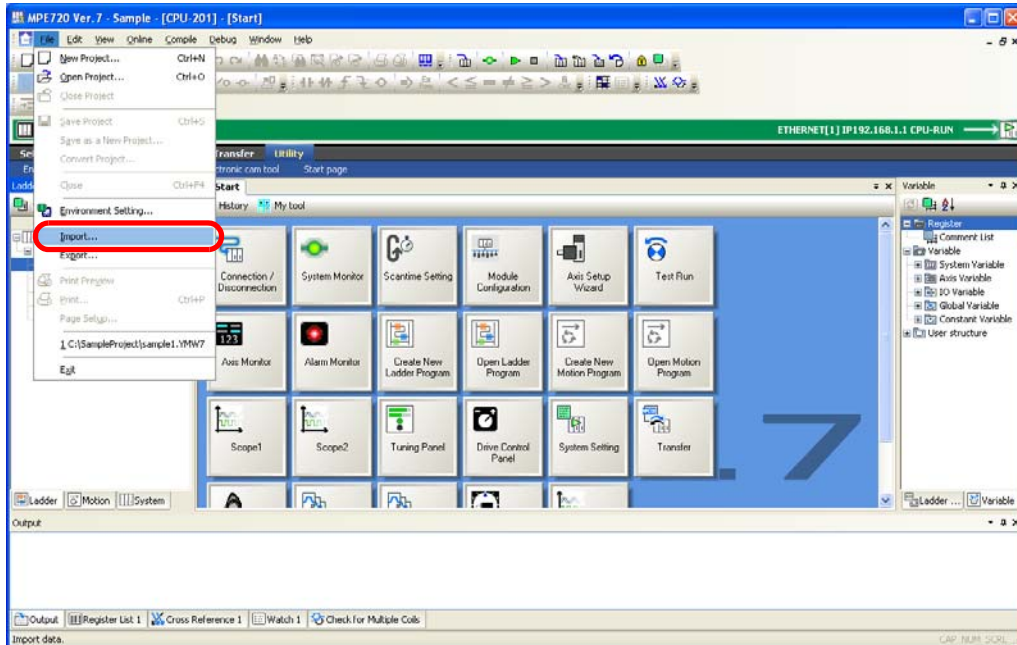 MPE720 Ver. 7 - Sample - [CPU-201] - [Start]
File Edit View Online Compile Debug Window Help
New Project... Ctrl+N
Open Project... Ctrl+O
Close Project
Save Project Ctrl+S
Save as a New Project...
Convert Project...
Close Ctrl+F4
Environment Setting...
Import...
Export...
Print Preview
Print... Ctrl+P
Page Setup...
1 C:\SampleProject\sample1.YMW7
Exit
ETHERNET[1] IP192.168.1.1 CPU-RUN
Transfer Utility
ctronic cam tool Start page
Start
History My tool
Connection / Disconnection
System Monitor
Scantime Setting
Module Configuration
Axis Setup Wizard
Test Run
123
Axis Monitor
Alarm Monitor
Create New Ladder Program
Open Ladder Program
Create New Motion Program
Open Motion Program
Scope1
Scope2
Tuning Panel
Drive Control Panel
System Setting
Transfer
.7
Variable
Register
Comment List
Variable
System Variable
Axis Variable
IO Variable
Global Variable
Constant Variable
User structure
Ladder Motion System
Ladder ... Variable
Output
Output Register List 1 Cross Reference 1 Watch 1 Check for Multiple Coils
Import data.
CAP NUM SCRL